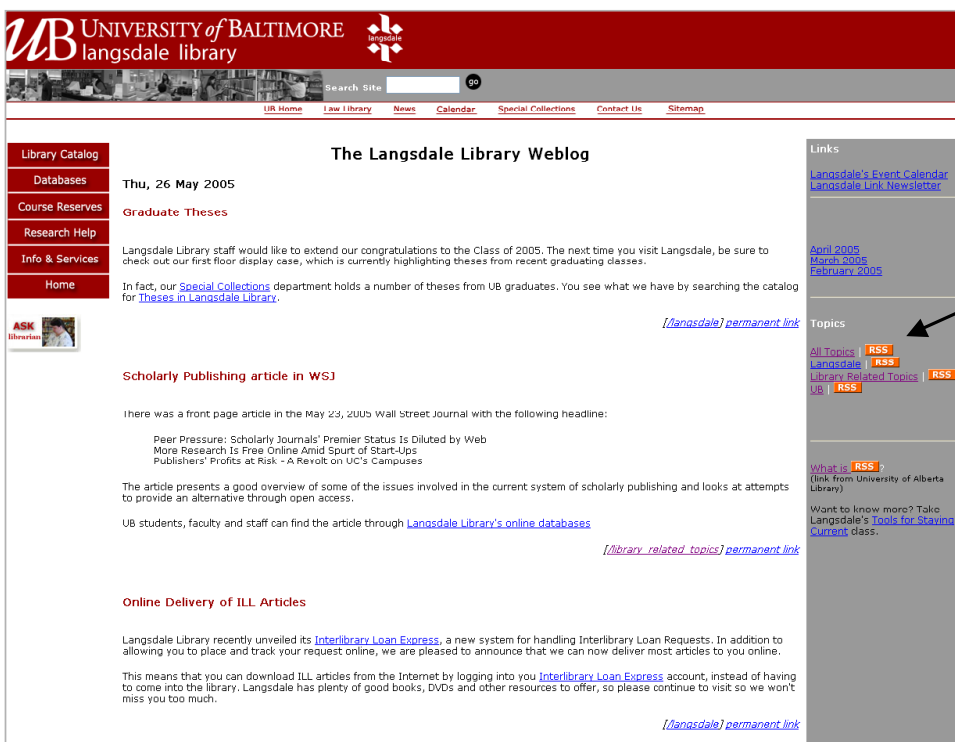 UB UNIVERSITY of BALTIMORE
langsdale library
langsdale
Search Site
go
UB Home Law Library News Calendar Special Collections Contact Us Sitemap
Library Catalog
Databases
Course Reserves
Research Help
Info & Services
Home
ASK
librarian
The Langsdale Library Weblog
Thu, 26 May 2005
Graduate Theses
Langsdale Library staff would like to extend our congratulations to the Class of 2005. The next time you visit Langsdale, be sure to
check out our first floor display case, which is currently highlighting theses from recent graduating classes.
In fact, our Special Collections department holds a number of theses from UB graduates. You see what we have by searching the catalog
for Theses in Langsdale Library.
[/langsdale] permanent link
Scholarly Publishing article in WSJ
There was a front page article in the May 23, 2005 Wall Street Journal with the following headline:
Peer Pressure: Scholarly Journals' Premier Status Is Diluted by Web
More Research Is Free Online Amid Spurt of Start-Ups
Publishers' Profits at Risk - A Revolt on UC's Campuses
The article presents a good overview of some of the issues involved in the current system of scholarly publishing and looks at attempts
to provide an alternative through open access.
UB students, faculty and staff can find the article through Langsdale Library's online databases
[/library_related_topics] permanent link
Online Delivery of ILL Articles
Langsdale Library recently unveiled its Interlibrary Loan Express, a new system for handling Interlibrary Loan Requests. In addition to
allowing you to place and track your request online, we are pleased to announce that we can now deliver most articles to you online.
This means that you can download ILL articles from the Internet by logging into you Interlibrary Loan Express account, instead of having
to come into the library. Langsdale has plenty of good books, DVDs and other resources to offer, so please continue to visit so we won't
miss you too much.
[/langsdale] permanent link
Links
Langsdale's Event Calendar
Langsdale Link Newsletter
April 2005
March 2005
February 2005
Topics
All Topics | RSS
Langsdale | RSS
Library Related Topics | RSS
UB | RSS
What is RSS ?
(link from University of Alberta
Library)
Want to know more? Take
Langsdale's Tools for Staying
Current class.